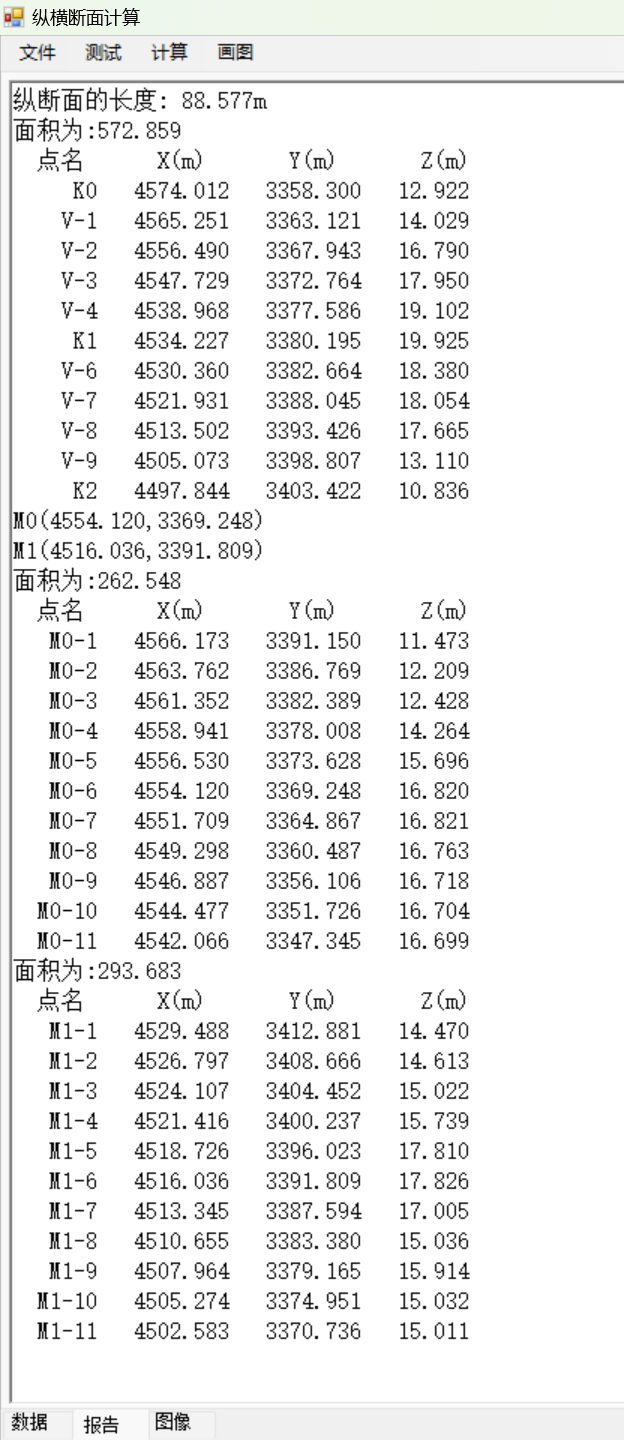 纵横断面计算
文件 测试 计算 画图
纵断面的长度: 88.577m
面积为:572.859
点名 X(m) Y(m) Z(m)
K0 4574.012 3358.300 12.922
V-1 4565.251 3363.121 14.029
V-2 4556.490 3367.943 16.790
V-3 4547.729 3372.764 17.950
V-4 4538.968 3377.586 19.102
K1 4534.227 3380.195 19.925
V-6 4530.360 3382.664 18.380
V-7 4521.931 3388.045 18.054
V-8 4513.502 3393.426 17.665
V-9 4505.073 3398.807 13.110
K2 4497.844 3403.422 10.836
M0(4554.120,3369.248)
M1(4516.036,3391.809)
面积为:262.548
点名 X(m) Y(m) Z(m)
M0-1 4566.173 3391.150 11.473
M0-2 4563.762 3386.769 12.209
M0-3 4561.352 3382.389 12.428
M0-4 4558.941 3378.008 14.264
M0-5 4556.530 3373.628 15.696
M0-6 4554.120 3369.248 16.820
M0-7 4551.709 3364.867 16.821
M0-8 4549.298 3360.487 16.763
M0-9 4546.887 3356.106 16.718
M0-10 4544.477 3351.726 16.704
M0-11 4542.066 3347.345 16.699
面积为:293.683
点名 X(m) Y(m) Z(m)
M1-1 4529.488 3412.881 14.470
M1-2 4526.797 3408.666 14.613
M1-3 4524.107 3404.452 15.022
M1-4 4521.416 3400.237 15.739
M1-5 4518.726 3396.023 17.810
M1-6 4516.036 3391.809 17.826
M1-7 4513.345 3387.594 17.005
M1-8 4510.655 3383.380 15.036
M1-9 4507.964 3379.165 15.914
M1-10 4505.274 3374.951 15.032
M1-11 4502.583 3370.736 15.011
数据 报告 图像